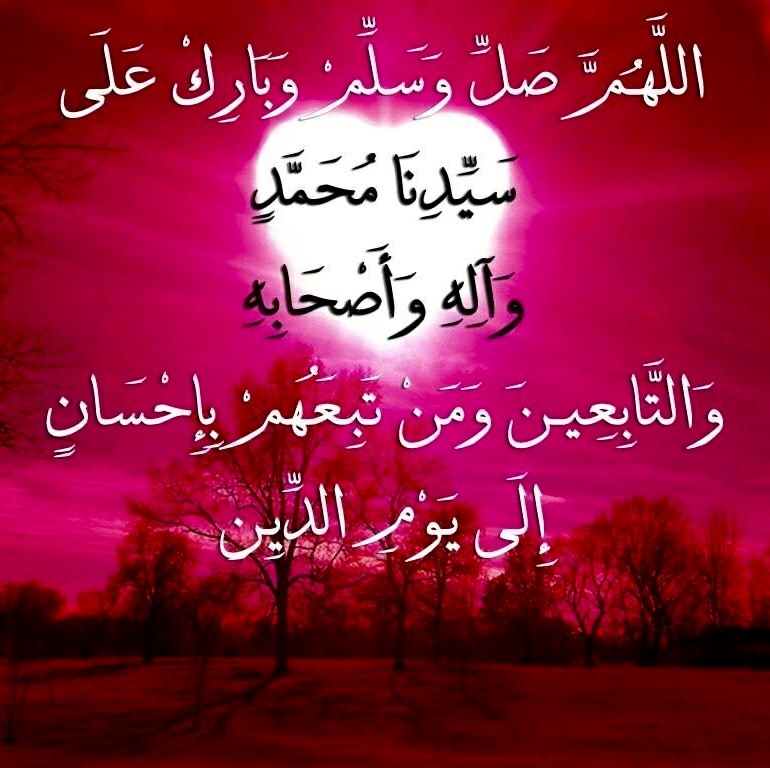 اللَّهُمَّ صَلِّ وَسَلِّمْ وَبَارِكْ عَلَى
سَيِّدِنَا مُحَمَّدٍ
وَآلِهِ وَأَصْحَابِهِ
وَالتَّابِعِينَ وَمَنْ تَبِعَهُمْ بِإِحْسَانٍ
إِلَى يَوْمِ الدِّينِ